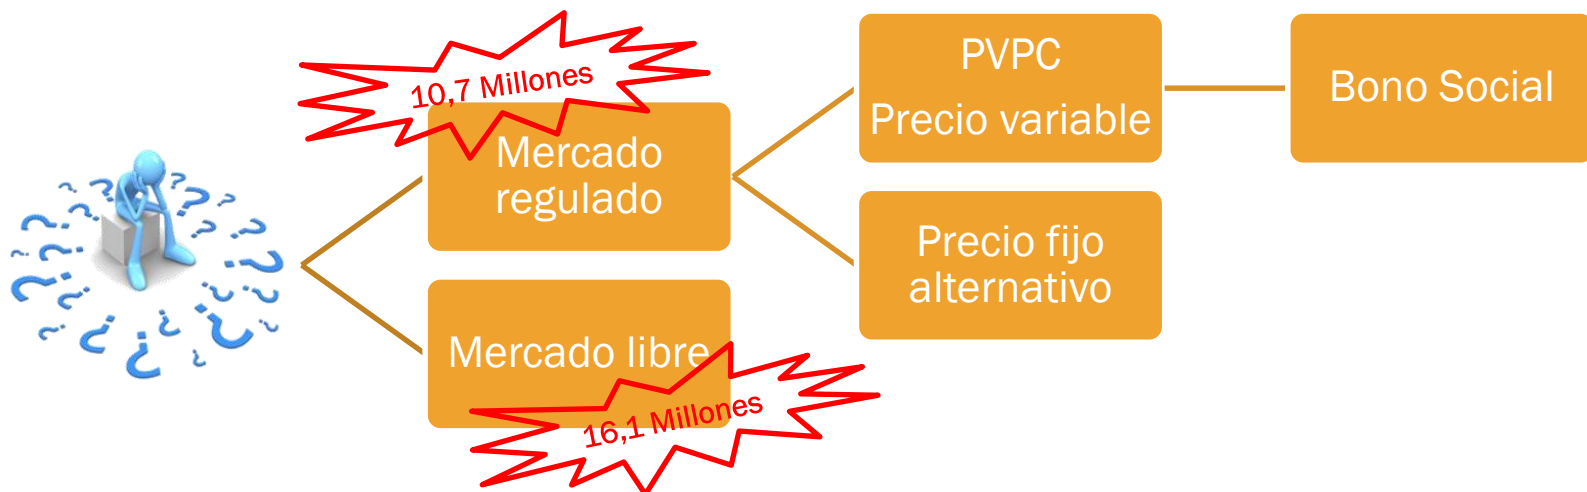 10,7 Millones
Mercado
regulado
Mercado libre
16,1 Millones
PVPC
Precio variable
Precio fijo
alternativo
Bono Social